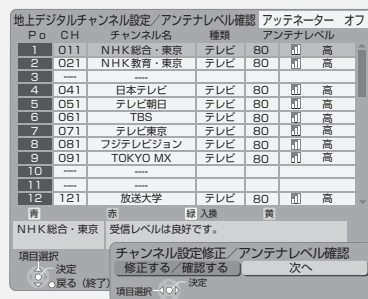 地上デジタルチャンネル設定／アンテナレベル確認 アッテネーター オフ
Po CH チャンネル名 種類 アンテナレベル
1 011 NHK総合・東京 テレビ 80 高
2 021 NHK教育・東京 テレビ 80 高
3 ---- ----
4 041 日本テレビ テレビ 80 高
5 051 テレビ朝日 テレビ 80 高
6 061 TBS テレビ 80 高
7 071 テレビ東京 テレビ 80 高
8 081 フジテレビジョン テレビ 80 高
9 091 TOKYO MX テレビ 80 高
10 ---- ----
11 ---- ----
12 121 放送大学 テレビ 80 高
青 赤 緑 入換 黄
NHK総合・東京 受信レベルは良好です。
項目選択
決定
戻る（終了）
チャンネル設定修正／アンテナレベル確認
修正する／確認する 次へ
項目選択 決定